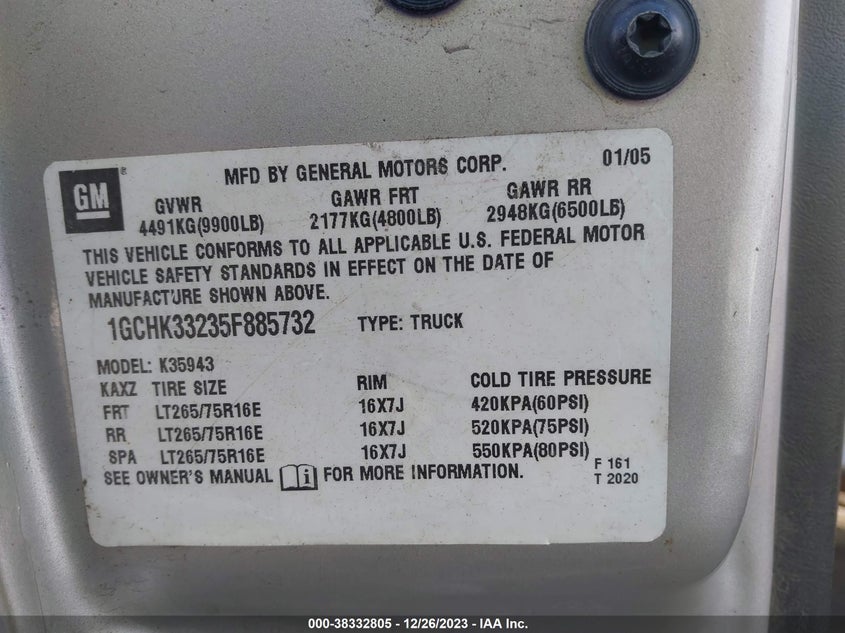 GM
MFD BY GENERAL MOTORS CORP. 01/05
GVWR GAWR FRT GAWR RR
4491KG(9900LB) 2177KG(4800LB) 2948KG(6500LB)
THIS VEHICLE CONFORMS TO ALL APPLICABLE U.S. FEDERAL MOTOR
VEHICLE SAFETY STANDARDS IN EFFECT ON THE DATE OF
MANUFACTURE SHOWN ABOVE.
1GCHK33235F885732 TYPE: TRUCK
MODEL: K35943
KAXZ TIRE SIZE RIM COLD TIRE PRESSURE
FRT LT265/75R16E 16X7J 420KPA(60PSI)
RR LT265/75R16E 16X7J 520KPA(75PSI)
SPA LT265/75R16E 16X7J 550KPA(80PSI)
SEE OWNER'S MANUAL FOR MORE INFORMATION.
F 161
T 2020
000-38332805 - 12/26/2023 - IAA Inc.